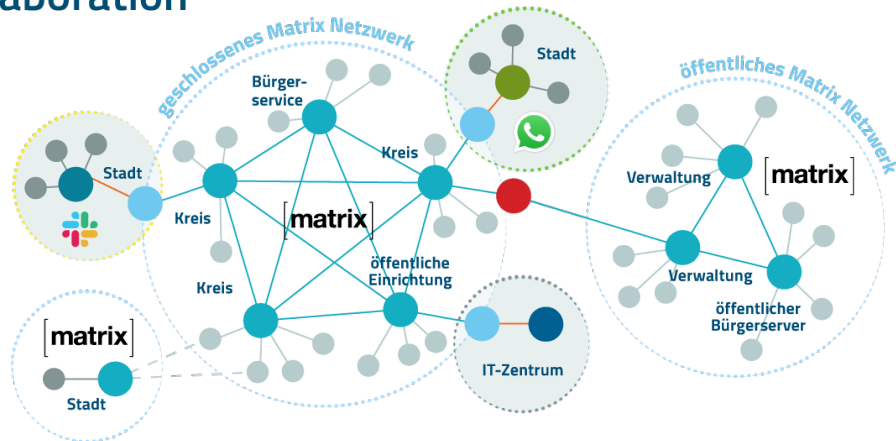 aboration
geschlossenes Matrix Netzwerk
Bürger-
service
Stadt
öffentliches Matrix Netzwerk
Stadt
Kreis
Verwaltung
[matrix]
Kreis
[matrix]
öffentliche
Einrichtung
Kreis
Verwaltung
öffentlicher
Bürgerserver
[matrix]
Stadt
IT-Zentrum